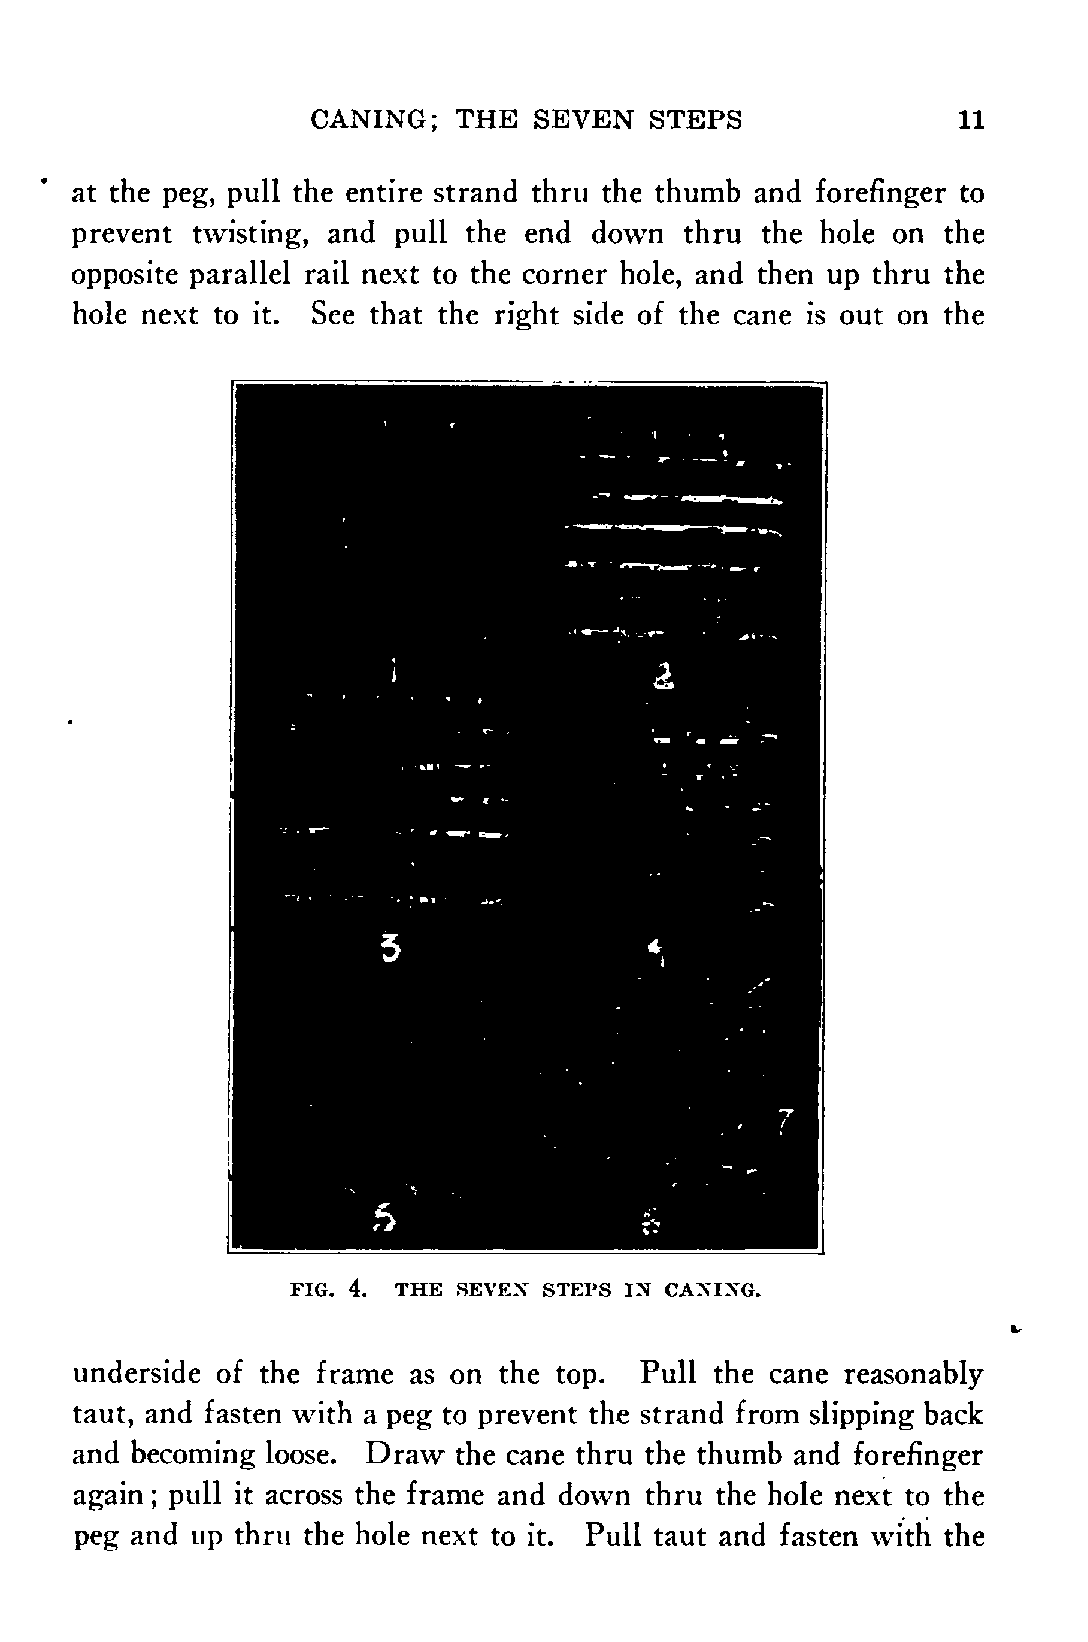 CANING; THE SEVEN STEPS 11
at the peg, pull the entire strand thru the thumb and forefinger to
prevent twisting, and pull the end down thru the hole on the
opposite parallel rail next to the corner hole, and then up thru the
hole next to it. See that the right side of the cane is out on the
1
2
3
4
7
5
6
FIG. 4. THE SEVEN STEPS IN CANING.
underside of the frame as on the top. Pull the cane reasonably
taut, and fasten with a peg to prevent the strand from slipping back
and becoming loose. Draw the cane thru the thumb and forefinger
again; pull it across the frame and down thru the hole next to the
peg and up thru the hole next to it. Pull taut and fasten with the